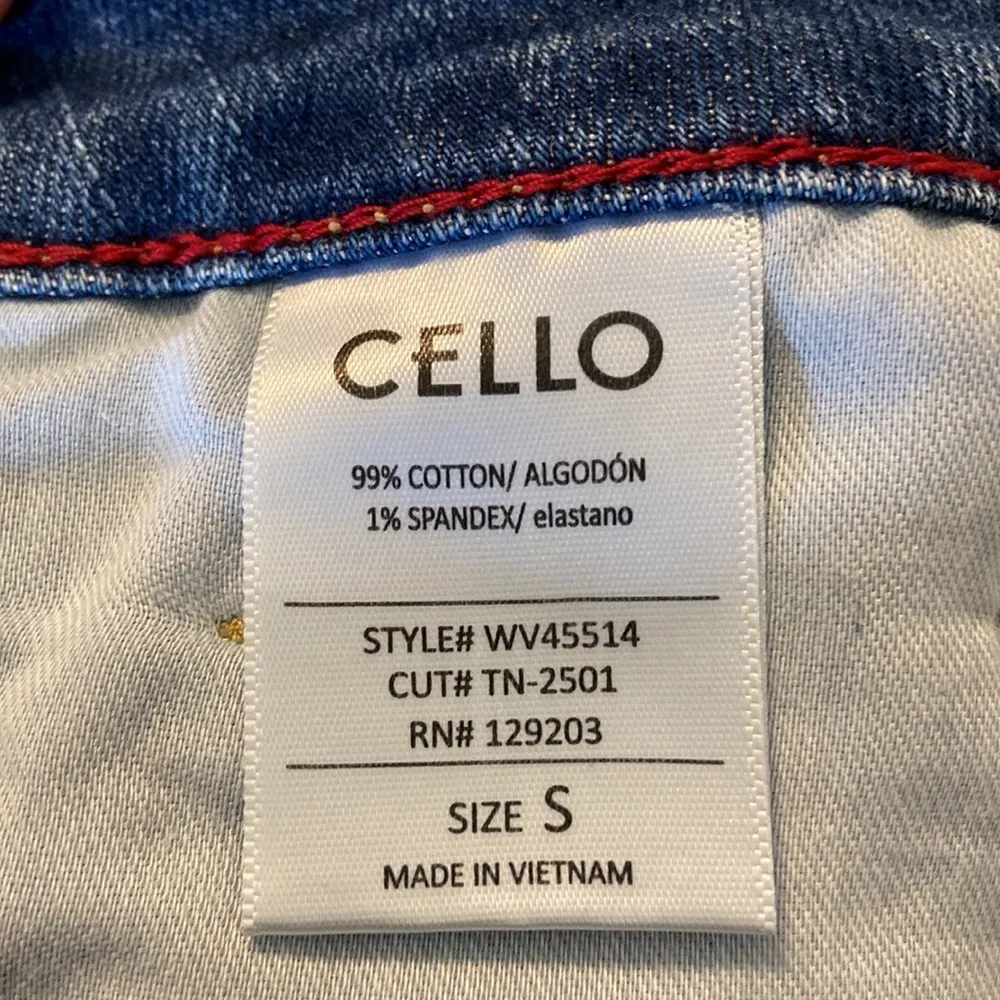 CELLO
99% COTTON/ ALGODÓN
1% SPANDEX/ elastano
STYLE# WV45514
CUT# TN-2501
RN# 129203
SIZE S
MADE IN VIETNAM